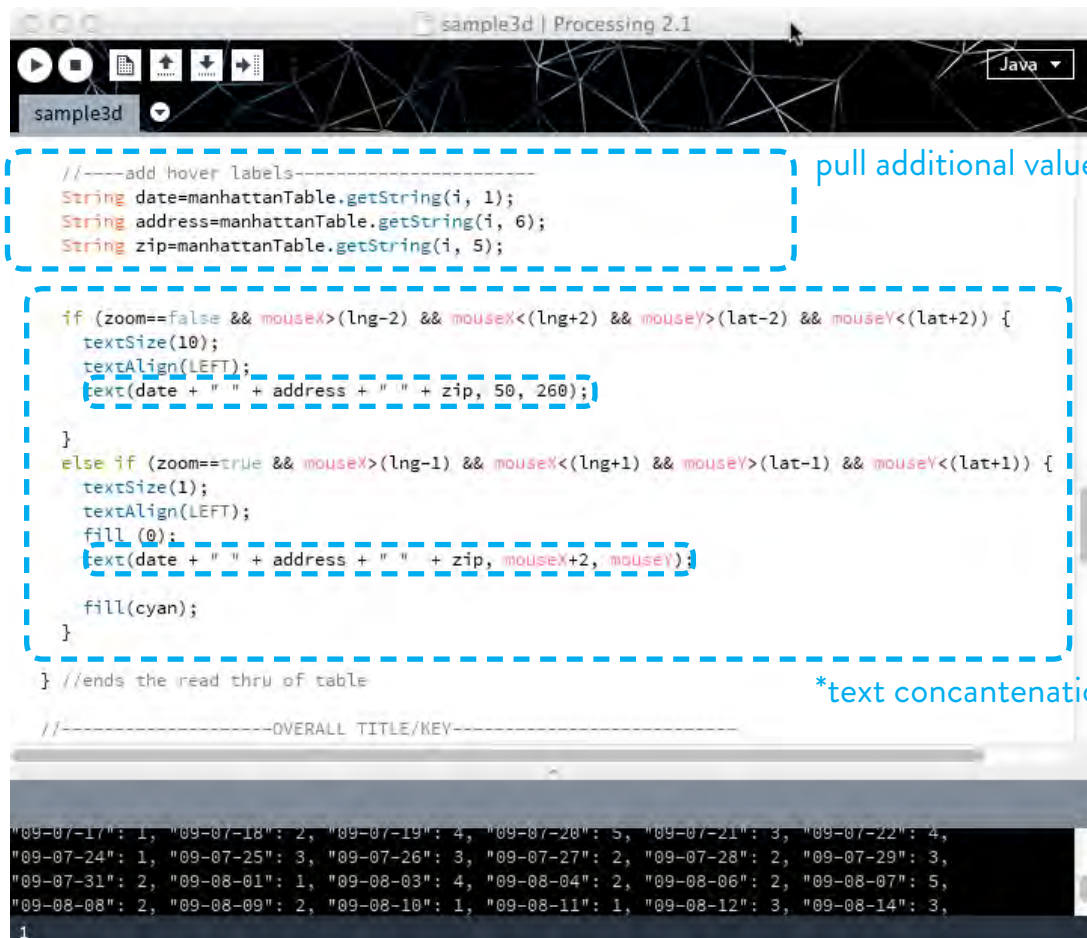 sample3d | Processing 2.1
Java
sample3d
//----add hover labels-----------------------
pull additional value
String date=manhattanTable.getString(i, 1);
String address=manhattanTable.getString(i, 6);
String zip=manhattanTable.getString(i, 5);
if (zoom==false && mouseX>(lng-2) && mouseX<(lng+2) && mouseY>(lat-2) && mouseY<(lat+2)) {
textSize(10);
textAlign(LEFT);
text(date + " " + address + " " + zip, 50, 260);
}
else if (zoom==true && mouseX>(lng-1) && mouseX<(lng+1) && mouseY>(lat-1) && mouseY<(lat+1)) {
textSize(1);
textAlign(LEFT);
fill (0);
text(date + " " + address + " "  + zip, mouseX+2, mouseY);
fill(cyan);
}
} //ends the read thru of table
*text concantenatio
//--------------------OVERALL TITLE/KEY---------------------------
"09-07-17": 1, "09-07-18": 2, "09-07-19": 4, "09-07-20": 5, "09-07-21": 3, "09-07-22": 4,
"09-07-24": 1, "09-07-25": 3, "09-07-26": 3, "09-07-27": 2, "09-07-28": 2, "09-07-29": 3,
"09-07-31": 2, "09-08-01": 1, "09-08-03": 4, "09-08-04": 2, "09-08-06": 2, "09-08-07": 5,
"09-08-08": 2, "09-08-09": 2, "09-08-10": 1, "09-08-11": 1, "09-08-12": 3, "09-08-14": 3,
1